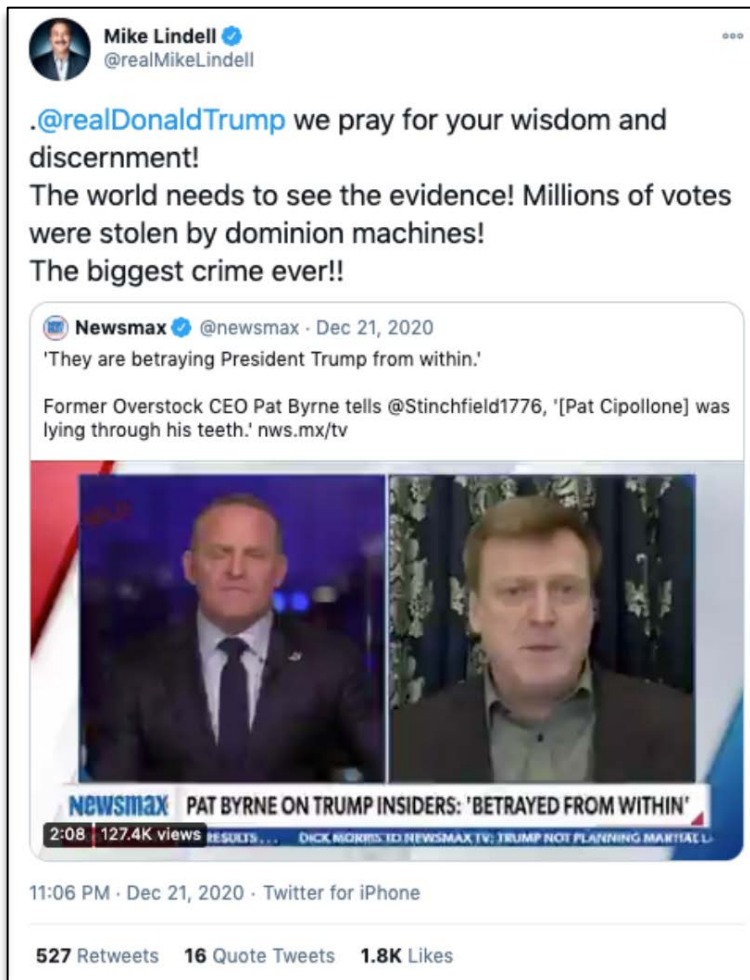 Mike Lindell
@realMikeLindell
.@realDonaldTrump we pray for your wisdom and
discernment!
The world needs to see the evidence! Millions of votes
were stolen by dominion machines!
The biggest crime ever!!
Newsmax @newsmax · Dec 21, 2020
'They are betraying President Trump from within.'
Former Overstock CEO Pat Byrne tells @Stinchfield1776, '[Pat Cipollone] was
lying through his teeth.' nws.mx/tv
newsmax PAT BYRNE ON TRUMP INSIDERS: 'BETRAYED FROM WITHIN'
2:08 127.4K views RESULTS... DICK MORRIS TO NEWSMAX TV: TRUMP NOT PLANNING MARTIAL L
11:06 PM · Dec 21, 2020 · Twitter for iPhone
527 Retweets 16 Quote Tweets 1.8K Likes